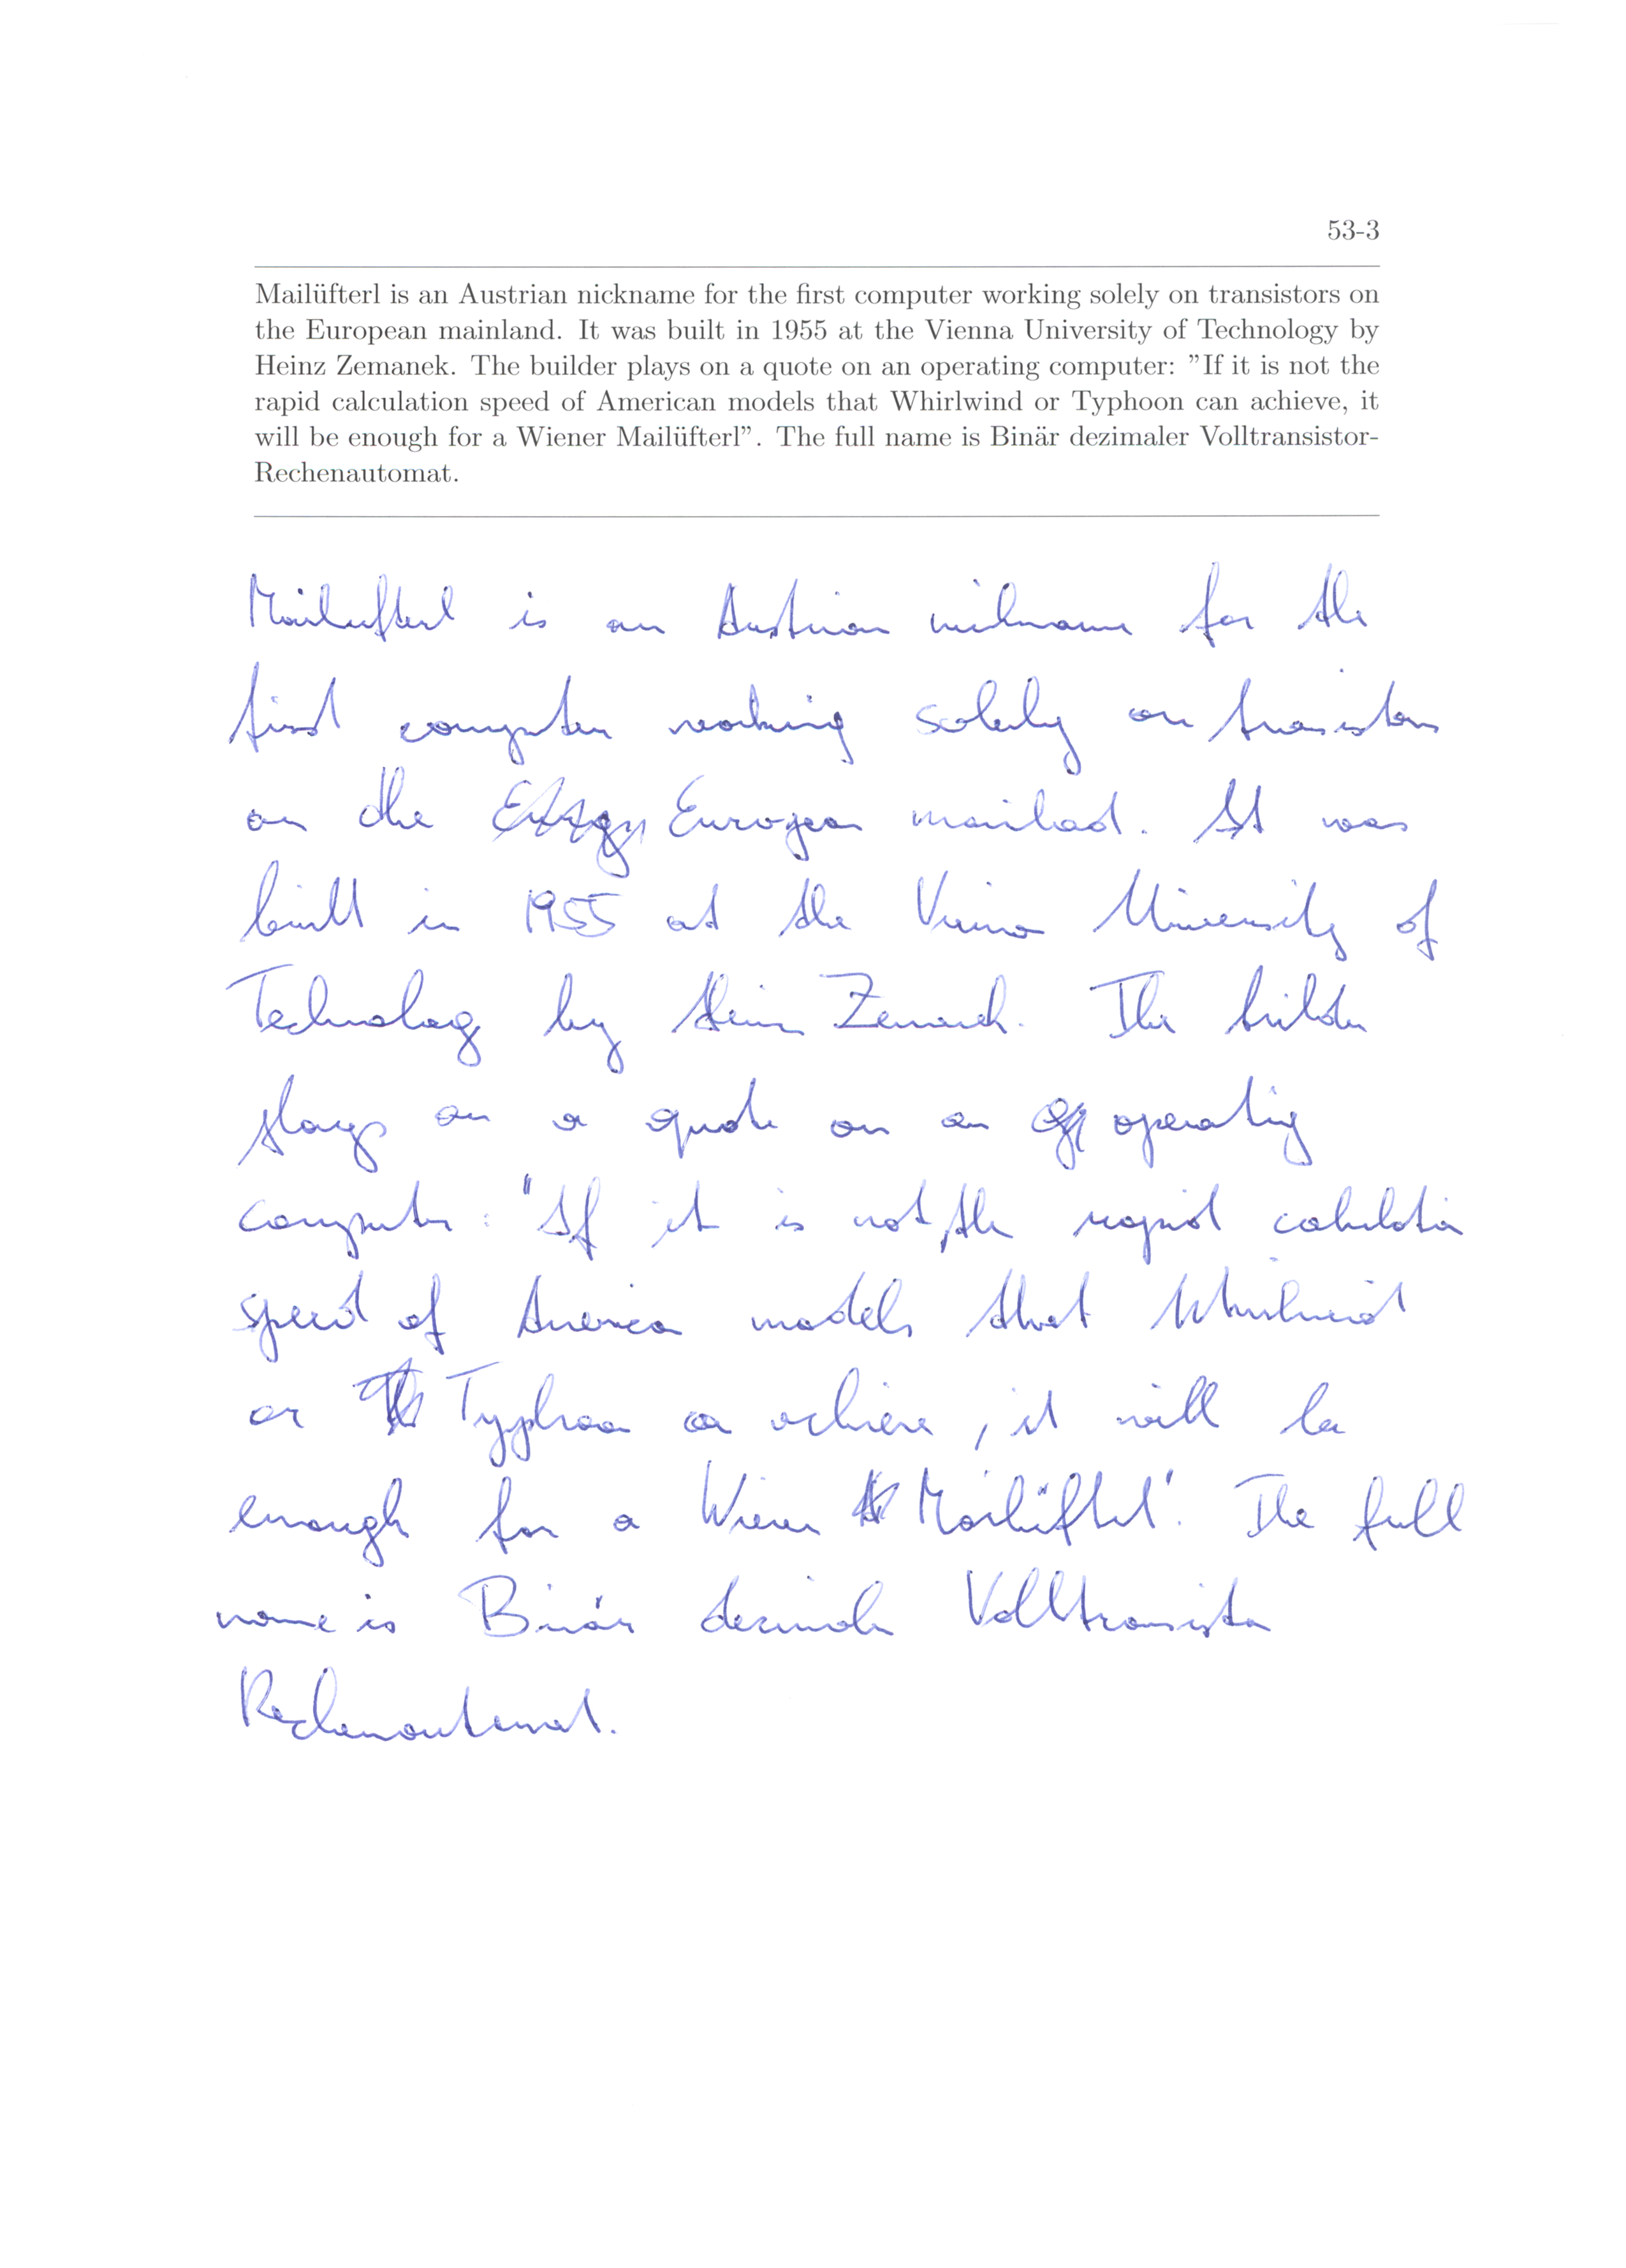 53-3
Mailüfterl is an Austrian nickname for the first computer working solely on transistors on
the European mainland. It was built in 1955 at the Vienna University of Technology by
Heinz Zemanek. The builder plays on a quote on an operating computer: ”If it is not the
rapid calculation speed of American models that Whirlwind or Typhoon can achieve, it
will be enough for a Wiener Mailüfterl”. The full name is Binär dezimaler Volltransistor-
Rechenautomat.
Mailufterl is an Austrian nickname for the
first computer working solely on transistors
on the European mainland. It was
built in 1955 at the Vienna University of
Technology by Heinz Zemanek. The builder
plays on a quote on an operating
computer: "If it is not the rapid calculation
speed of American models that Whirlwind
or Typhoon can achieve, it will be
enough for a Wiener Mailüfterl". The full
name is Binär dezimaler Volltransistor
Rechenautomat.